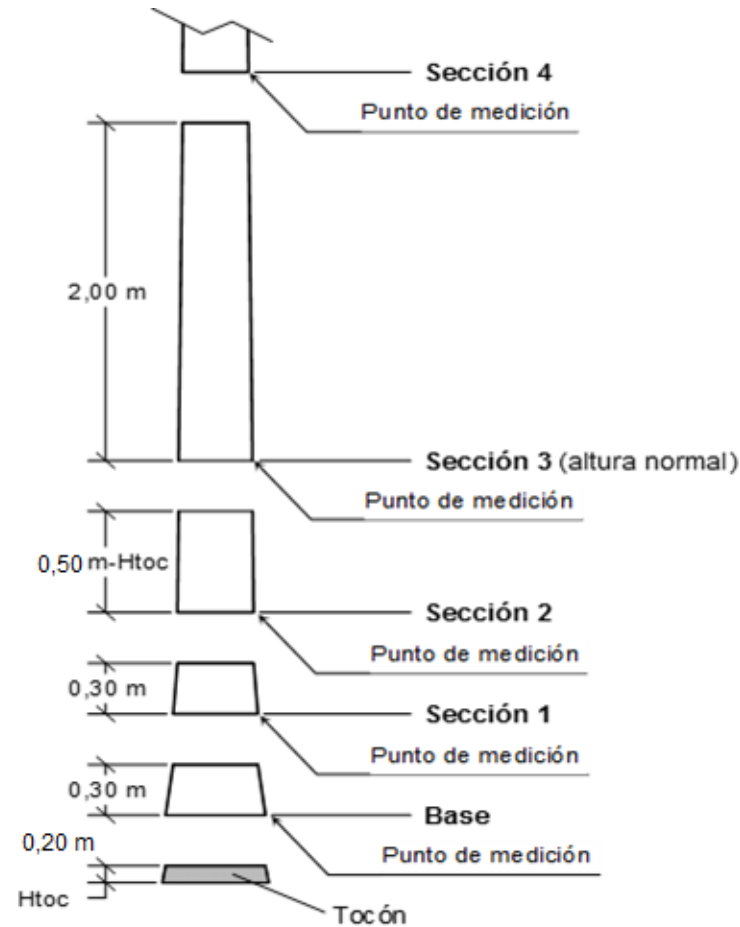 Sección 4
Punto de medición
2,00 m
Sección 3 (altura normal)
Punto de medición
0,50 m-Htoc
Sección 2
Punto de medición
0,30 m
Sección 1
Punto de medición
0,30 m
Base
0,20 m
Punto de medición
Htoc
Tocón